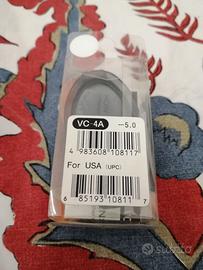 VC-4A
-5.0
4 983608 108117
For USA (UPC)
6 85193 10811 7
subito